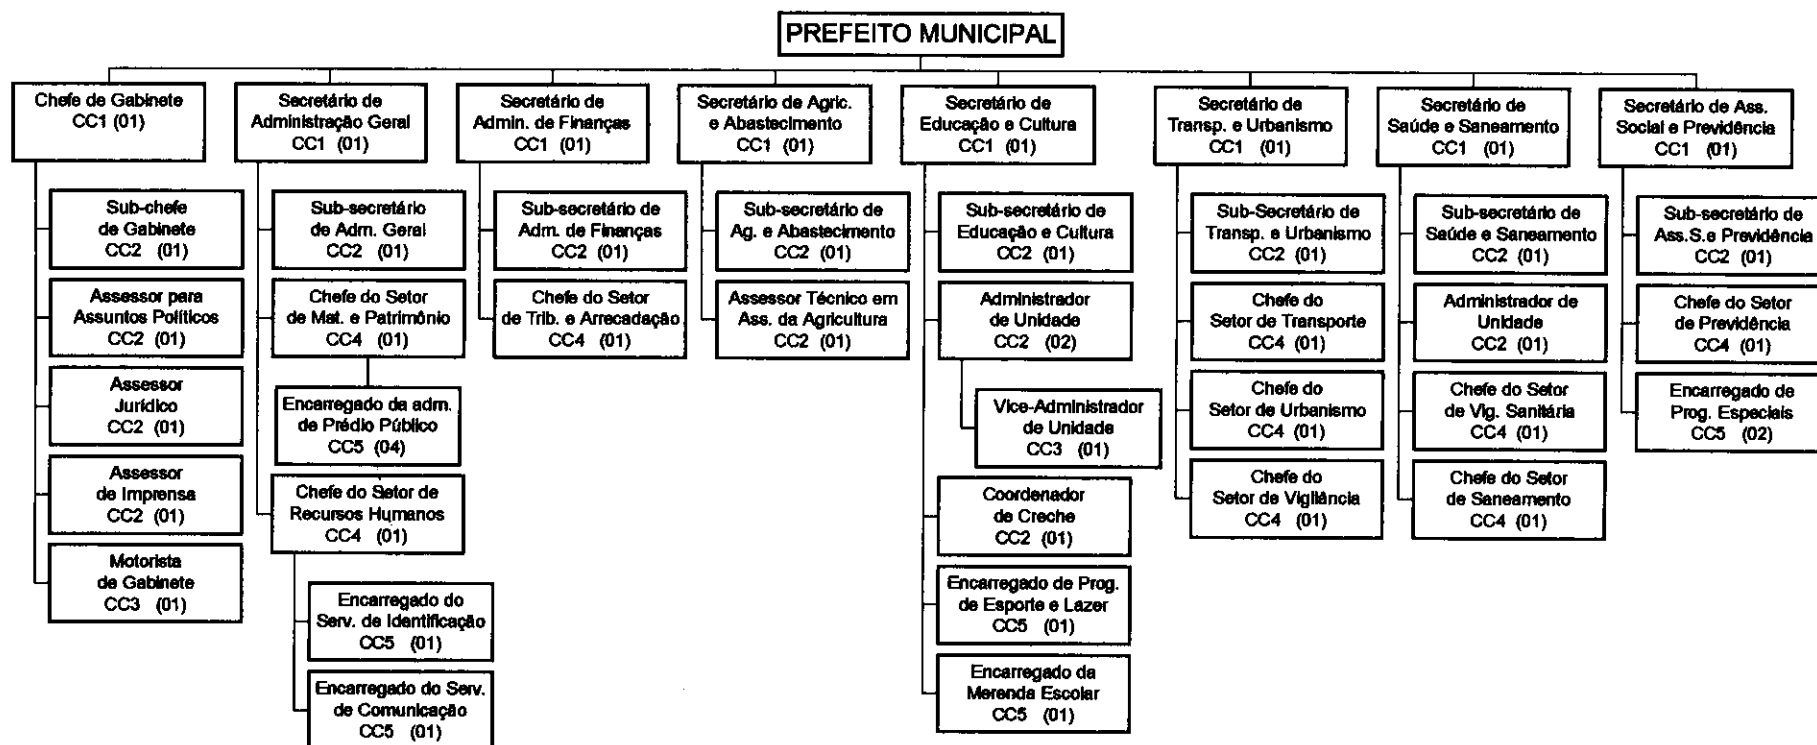 PREFEITO MUNICIPAL
Chefe de Gabinete
CC1 (01)
Sub-chefe
de Gabinete
CC2 (01)
Assessor para
Assuntos Políticos
CC2 (01)
Assessor
Jurídico
CC2 (01)
Assessor
de Imprensa
CC2 (01)
Motorista
de Gabinete
CC3 (01)
Secretário de
Administração Geral
CC1 (01)
Sub-secretário
de Adm. Geral
CC2 (01)
Chefe do Setor
de Mat. e Patrimônio
CC4 (01)
Encarregado da adm.
de Prédio Público
CC5 (04)
Chefe do Setor de
Recursos Humanos
CC4 (01)
Encarregado do
Serv. de Identificação
CC5 (01)
Encarregado do Serv.
de Comunicação
CC5 (01)
Secretário de
Admin. de Finanças
CC1 (01)
Sub-secretário de
Adm. de Finanças
CC2 (01)
Chefe do Setor
de Trib. e Arrecadação
CC4 (01)
Secretário de Agric.
e Abastecimento
CC1 (01)
Sub-secretário de
Ag. e Abastecimento
CC2 (01)
Assessor Técnico em
Ass. da Agricultura
CC2 (01)
Secretário de
Educação e Cultura
CC1 (01)
Sub-secretário de
Educação e Cultura
CC2 (01)
Administrador
de Unidade
CC2 (02)
Vice-Administrador
de Unidade
CC3 (01)
Coordenador
de Creche
CC2 (01)
Encarregado de Prog.
de Esporte e Lazer
CC5 (01)
Encarregado da
Merenda Escolar
CC5 (01)
Secretário de
Transp. e Urbanismo
CC1 (01)
Sub-Secretário de
Transp. e Urbanismo
CC2 (01)
Chefe do
Setor de Transporte
CC4 (01)
Chefe do
Setor de Urbanismo
CC4 (01)
Chefe do
Setor de Vigilância
CC4 (01)
Secretário de
Saúde e Saneamento
CC1 (01)
Sub-secretário de
Saúde e Saneamento
CC2 (01)
Administrador de
Unidade
CC2 (01)
Chefe do Setor
de Vig. Sanitária
CC4 (01)
Chefe do Setor
de Saneamento
CC4 (01)
Secretário de Ass.
Social e Previdência
CC1 (01)
Sub-secretário de
Ass.S.e Previdência
CC2 (01)
Chefe do Setor
de Previdência
CC4 (01)
Encarregado de
Prog. Especiais
CC5 (02)